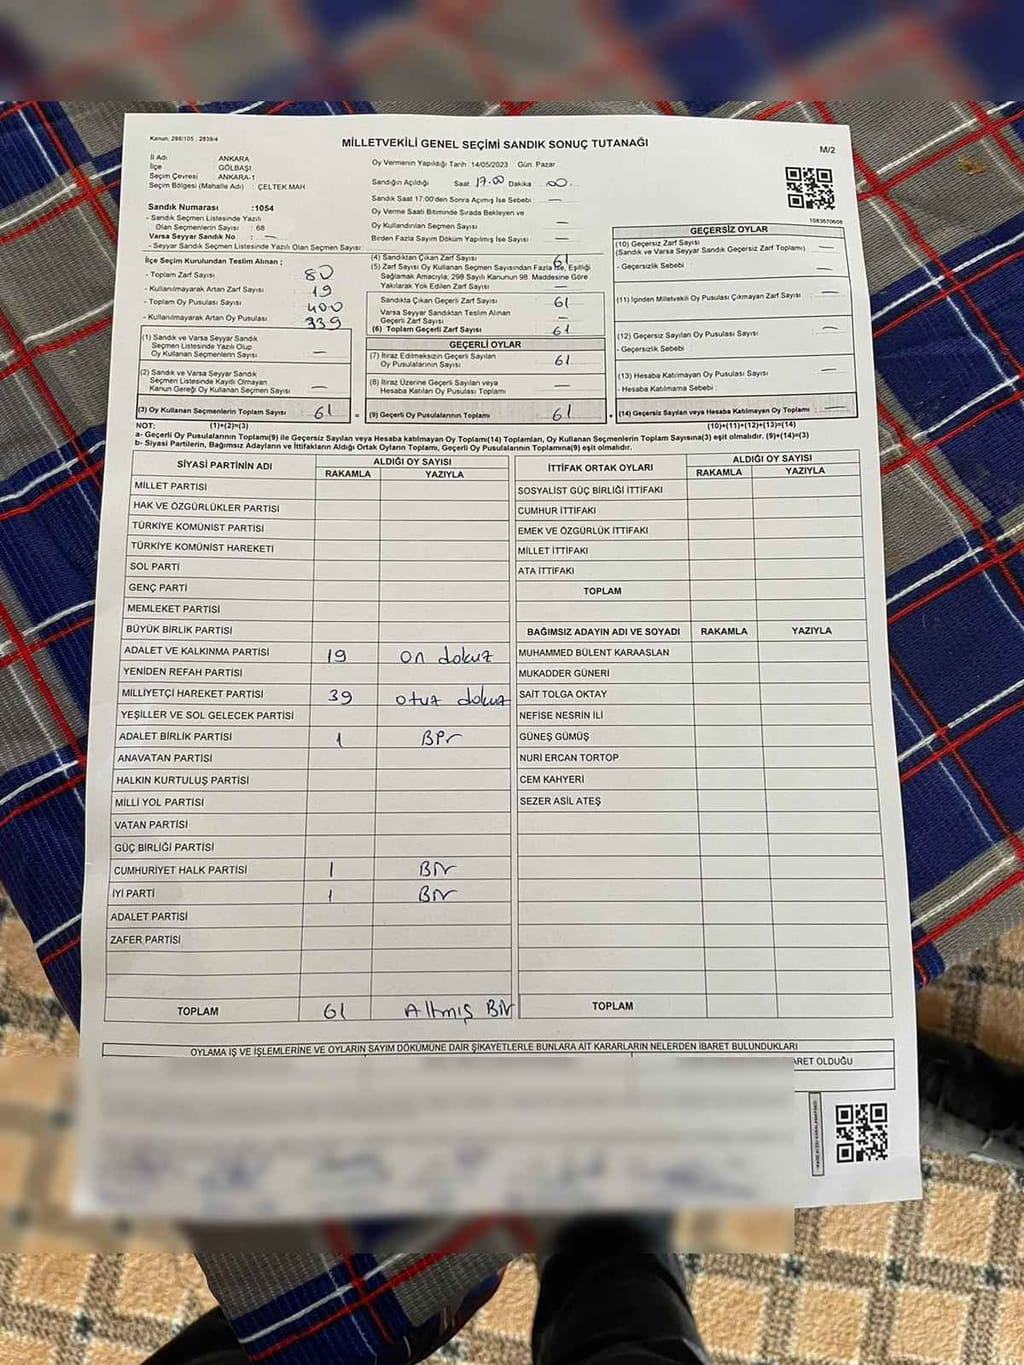 Kanun; 298/105 , 2839/4
MİLLETVEKİLİ GENEL SEÇİMİ SANDIK SONUÇ TUTANAĞI
M/2
İl Adı ANKARA
İlçe GÖLBAŞI
Seçim Çevresi ANKARA-1
Seçim Bölgesi (Mahalle Adı) : ÇELTEK MAH.
Oy Vermenin Yapıldığı Tarih :14/05/2023 Gün Pazar
Sandığın Açıldığı Saat 17.00 Dakika 00
Sandık Saat 17.00'den Sonra Açmış İse Sebebi : —
Oy Verme Saati Bitiminde Sırada Bekleyen ve
Oy Kullandırılan Seçmen Sayısı —
Birden Fazla Sayım Döküm Yapılmış İse Sayısı —
1083670606
Sandık Numarası :1054
- Sandık Seçmen Listesinde Yazılı
Olan Seçmenlerin Sayısı : 68
Varsa Seyyar Sandık No : —
- Seyyar Sandık Seçmen Listesinde Yazılı Olan Seçmen Sayısı:
İlçe Seçim Kurulundan Teslim Alınan ;
- Toplam Zarf Sayısı 80
- Kullanılmayarak Artan Zarf Sayısı 19
- Toplam Oy Pusulası Sayısı 400
- Kullanılmayarak Artan Oy Pusulası 339
(1) Sandık ve Varsa Seyyar Sandık
Seçmen Listesinde Yazılı Olup
Oy Kullanan Seçmenlerin Sayısı —
(2) Sandık ve Varsa Seyyar Sandık
Seçmen Listesinde Kayıtlı Olmayan
Kanun Gereği Oy Kullanan Seçmen Sayısı —
(3) Oy Kullanan Seçmenlerin Toplam Sayısı 61
(4) Sandıktan Çıkan Zarf Sayısı 61
(5) Zarf Sayısı Oy Kullanan Seçmen Sayısından Fazla İse, Eşitliği
Sağlamak Amacıyla; 298 Sayılı Kanunun 98. Maddesine Göre
Yakılarak Yok Edilen Zarf Sayısı —
Sandıkta Çıkan Geçerli Zarf Sayısı 61
Varsa Seyyar Sandıktan Teslim Alınan
Geçerli Zarf Sayısı —
(6) Toplam Geçerli Zarf Sayısı 61
GEÇERLİ OYLAR
(7) İtiraz Edilmeksizin Geçerli Sayılan
Oy Pusulalarının Sayısı 61
(8) İtiraz Üzerine Geçerli Sayılan veya
Hesaba Katılan Oy Pusulası Toplamı —
= (9) Geçerli Oy Pusulalarının Toplamı 61 +
GEÇERSİZ OYLAR
(10) Geçersiz Zarf Sayısı —
(Sandık ve Varsa Seyyar Sandık Geçersiz Zarf Toplamı)
- Geçersizlik Sebebi —
(11) İçinden Milletvekili Oy Pusulası Çıkmayan Zarf Sayısı —
(12) Geçersiz Sayılan Oy Pusulası Sayısı —
- Geçersizlik Sebebi
(13) Hesaba Katılmayan Oy Pusulası Sayısı —
- Hesaba Katılmama Sebebi :
(14) Geçersiz Sayılan veya Hesaba Katılmayan Oy Toplamı —
NOT: (1)+(2)=(3) (10)+(11)+(12)+(13)=(14)
a- Geçerli Oy Pusulalarının Toplamı(9) ile Geçersiz Sayılan veya Hesaba katılmayan Oy Toplamı(14) Toplamları, Oy Kullanan Seçmenlerin Toplam Sayısına(3) eşit olmalıdır. (9)+(14)=(3)
b- Siyasi Partilerin, Bağımsız Adayların ve İttifakların Aldığı Ortak Oyların Toplamı, Geçerli Oy Pusulalarının Toplamına(9) eşit olmalıdır.
SİYASİ PARTİNİN ADI ALDIĞI OY SAYISI
RAKAMLA YAZIYLA
MİLLET PARTİSİ
HAK VE ÖZGÜRLÜKLER PARTİSİ
TÜRKİYE KOMÜNİST PARTİSİ
TÜRKİYE KOMÜNİST HAREKETİ
SOL PARTİ
GENÇ PARTİ
MEMLEKET PARTİSİ
BÜYÜK BİRLİK PARTİSİ
ADALET VE KALKINMA PARTİSİ 19 on dokuz
YENİDEN REFAH PARTİSİ
MİLLİYETÇİ HAREKET PARTİSİ 39 otuz dokuz
YEŞİLLER VE SOL GELECEK PARTİSİ
ADALET BİRLİK PARTİSİ 1 Bir
ANAVATAN PARTİSİ
HALKIN KURTULUŞ PARTİSİ
MİLLİ YOL PARTİSİ
VATAN PARTİSİ
GÜÇ BİRLİĞİ PARTİSİ
CUMHURİYET HALK PARTİSİ 1 Bir
İYİ PARTİ 1 Bir
ADALET PARTİSİ
ZAFER PARTİSİ
TOPLAM 61 Altmış Bir
İTTİFAK ORTAK OYLARI ALDIĞI OY SAYISI
RAKAMLA YAZIYLA
SOSYALİST GÜÇ BİRLİĞİ İTTİFAKI
CUMHUR İTTİFAKI
EMEK VE ÖZGÜRLÜK İTTİFAKI
MİLLET İTTİFAKI
ATA İTTİFAKI
TOPLAM
BAĞIMSIZ ADAYIN ADI VE SOYADI RAKAMLA YAZIYLA
MUHAMMED BÜLENT KARAASLAN
MUKADDER GÜNERİ
SAİT TOLGA OKTAY
NEFİSE NESRİN İLİ
GÜNEŞ GÜMÜŞ
NURİ ERCAN TORTOP
CEM KAHYERİ
SEZER ASİL ATEŞ
TOPLAM
OYLAMA İŞ VE İŞLEMLERİNE VE OYLARIN SAYIM DÖKÜMÜNE DAİR ŞİKAYETLERLE BUNLARA AİT KARARLARIN NELERDEN İBARET BULUNDUKLARI
ARET OLDUĞU